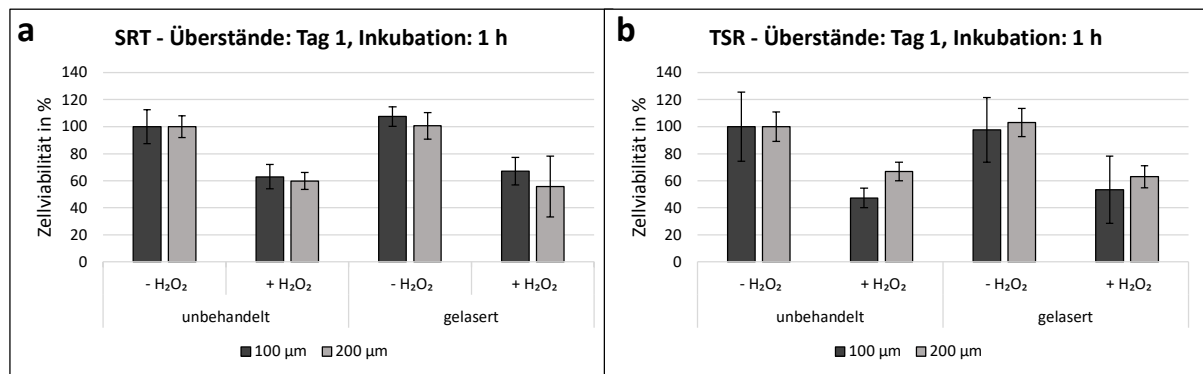 a
SRT - Überstände: Tag 1, Inkubation: 1 h
Zellviabilität in %
140
120
100
80
60
40
20
0
- H₂O₂
+ H₂O₂
- H₂O₂
+ H₂O₂
unbehandelt
gelasert
100 µm
200 µm
b
TSR - Überstände: Tag 1, Inkubation: 1 h
Zellviabilität in %
140
120
100
80
60
40
20
0
- H₂O₂
+ H₂O₂
- H₂O₂
+ H₂O₂
unbehandelt
gelasert
100 µm
200 µm